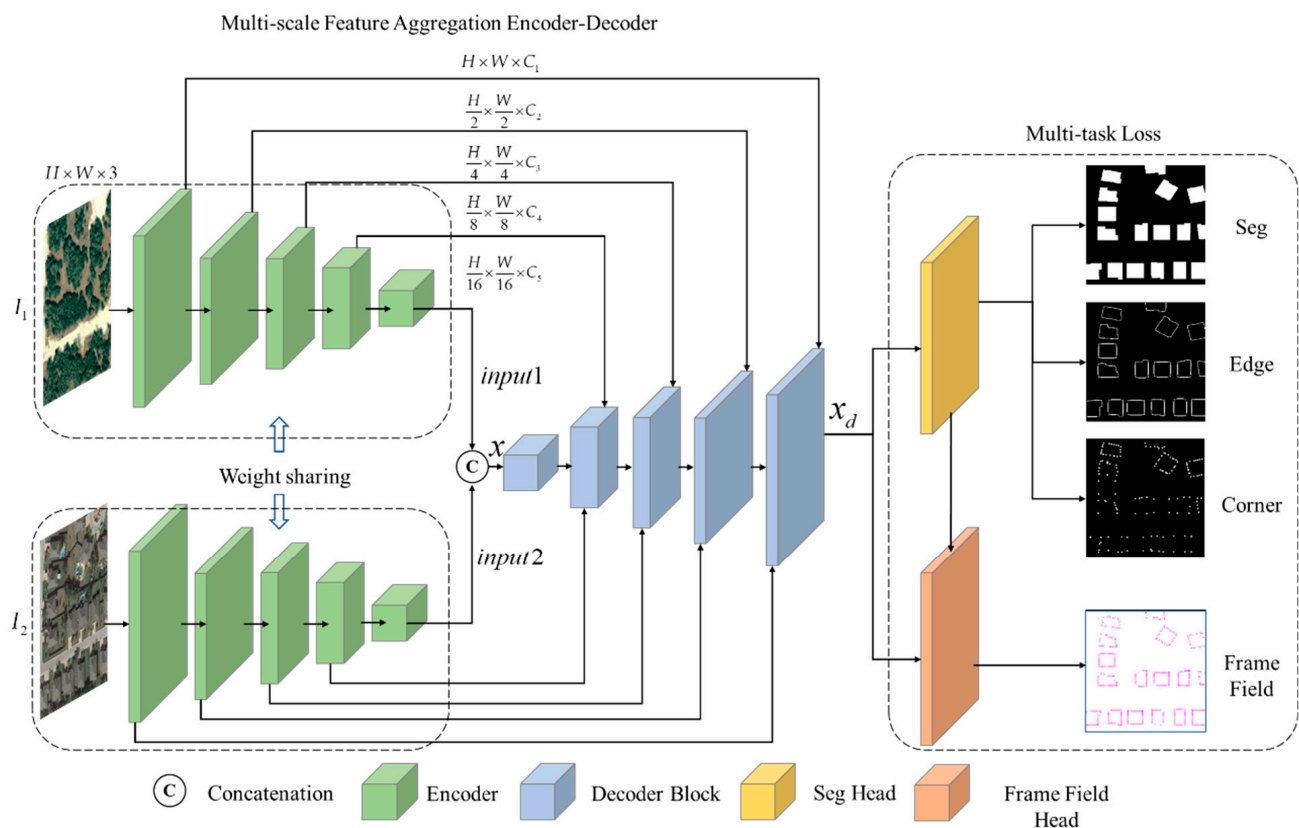 Multi-scale Feature Aggregation Encoder-Decoder
H×W×C₁
H/2×W/2×C₂
H/4×W/4×C₃
H/8×W/8×C₄
H/16×W/16×C₅
Multi-task Loss
H×W×3
I₁
Seg
Edge
input1
x
x_d
C
Weight sharing
Corner
input2
I₂
Frame
Field
C
Concatenation
Encoder
Decoder Block
Seg Head
Frame Field
Head